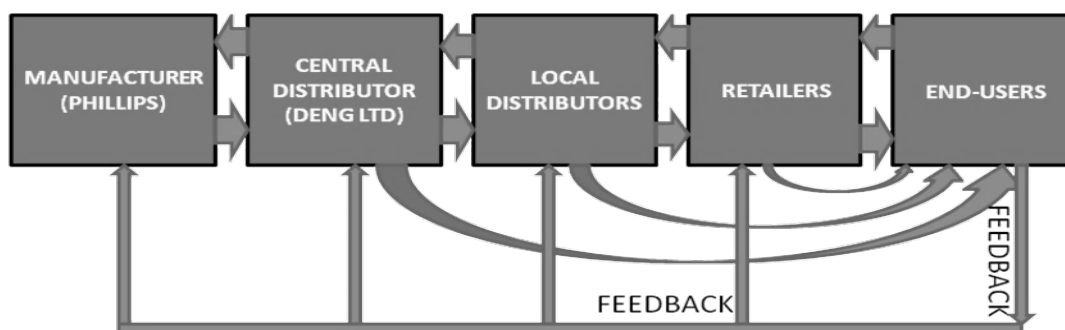 MANUFACTURER
(PHILLIPS)
CENTRAL
DISTRIBUTOR
(DENG LTD)
LOCAL
DISTRIBUTORS
RETAILERS
END-USERS
FEEDBACK
FEEDBACK